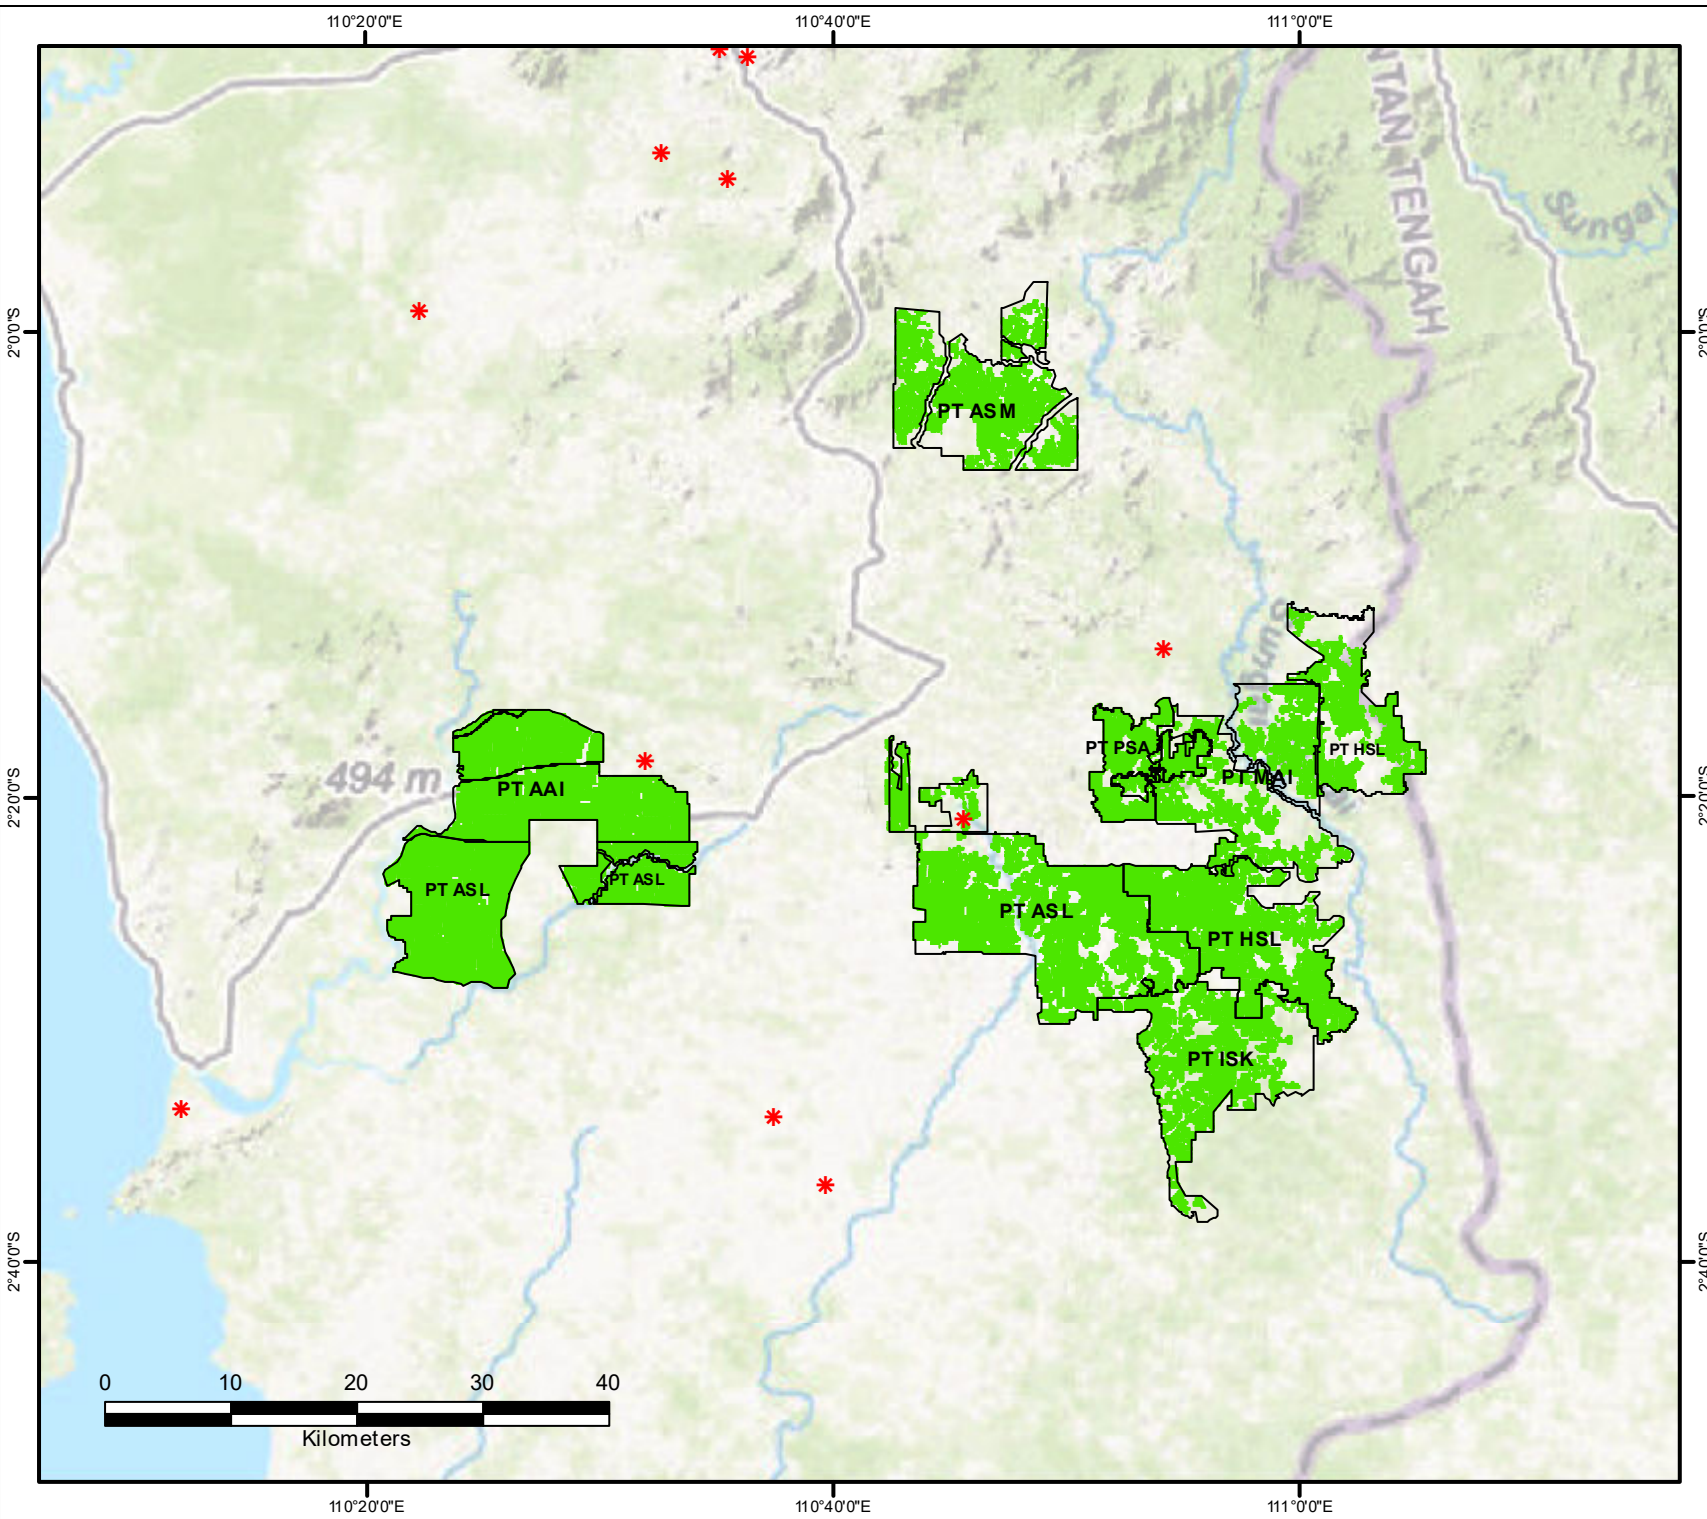 110°20'0"E 110°40'0"E 111°0'0"E
NTAN TENGAH
Sungai
2°0'0"S 2°0'0"S
PT ASM
PT PSA PT HSL
494 m
2°20'0"S PT AAI PT MAI 2°20'0"S
PT ASL PT ASL
PT ASL
PT HSL
PT ISK
2°40'0"S 2°40'0"S
0 10 20 30 40
Kilometers
110°20'0"E 110°40'0"E 111°0'0"E